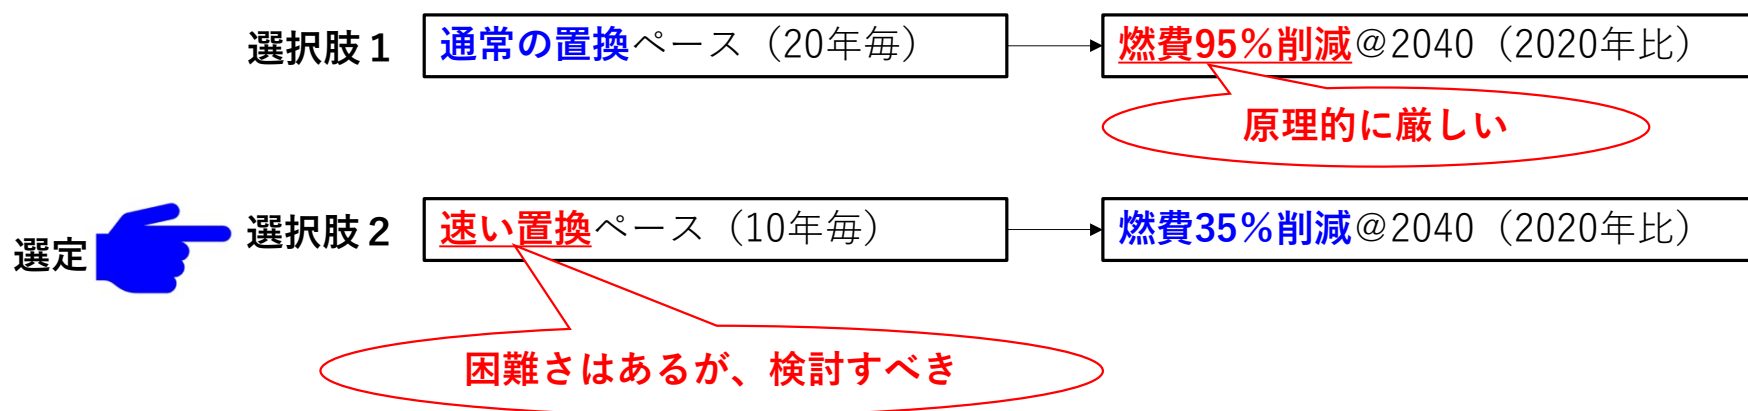 選択肢１ 通常の置換ペース（20年毎） 燃費95％削減＠2040（2020年比）
原理的に厳しい
選定 選択肢２ 速い置換ペース（10年毎） 燃費35％削減＠2040（2020年比）
困難さはあるが、検討すべき